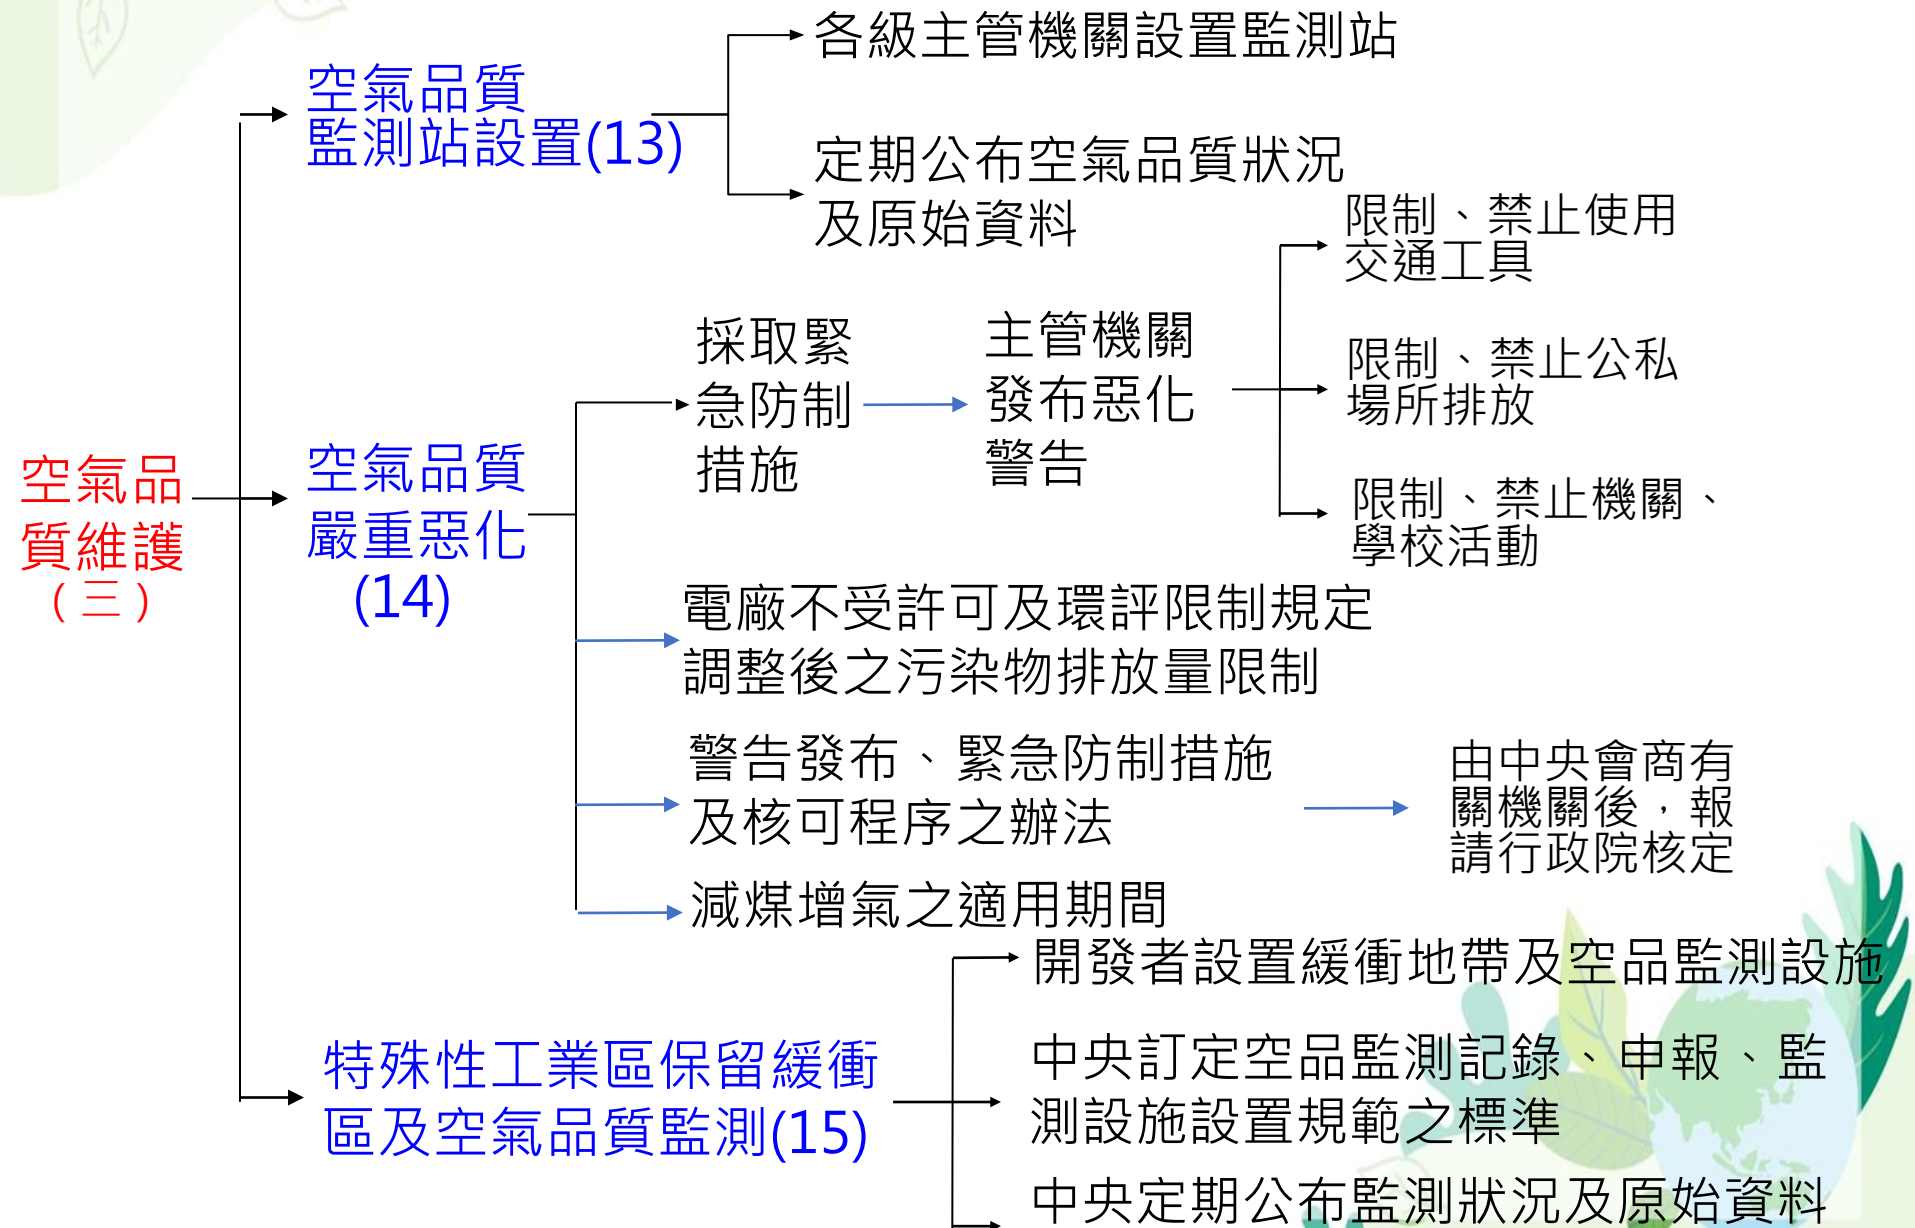 空氣品
質維護
(三)
空氣品質
監測站設置(13)
各級主管機關設置監測站
定期公布空氣品質狀況
及原始資料
空氣品質
嚴重惡化
(14)
採取緊
急防制
措施
主管機關
發布惡化
警告
限制、禁止使用
交通工具
限制、禁止公私
場所排放
限制、禁止機關、
學校活動
電廠不受許可及環評限制規定
調整後之污染物排放量限制
警告發布、緊急防制措施
及核可程序之辦法
由中央會商有
關機關後，報
請行政院核定
減煤增氣之適用期間
特殊性工業區保留緩衝
區及空氣品質監測(15)
開發者設置緩衝地帶及空品監測設施
中央訂定空品監測記錄、申報、監
測設施設置規範之標準
中央定期公布監測狀況及原始資料